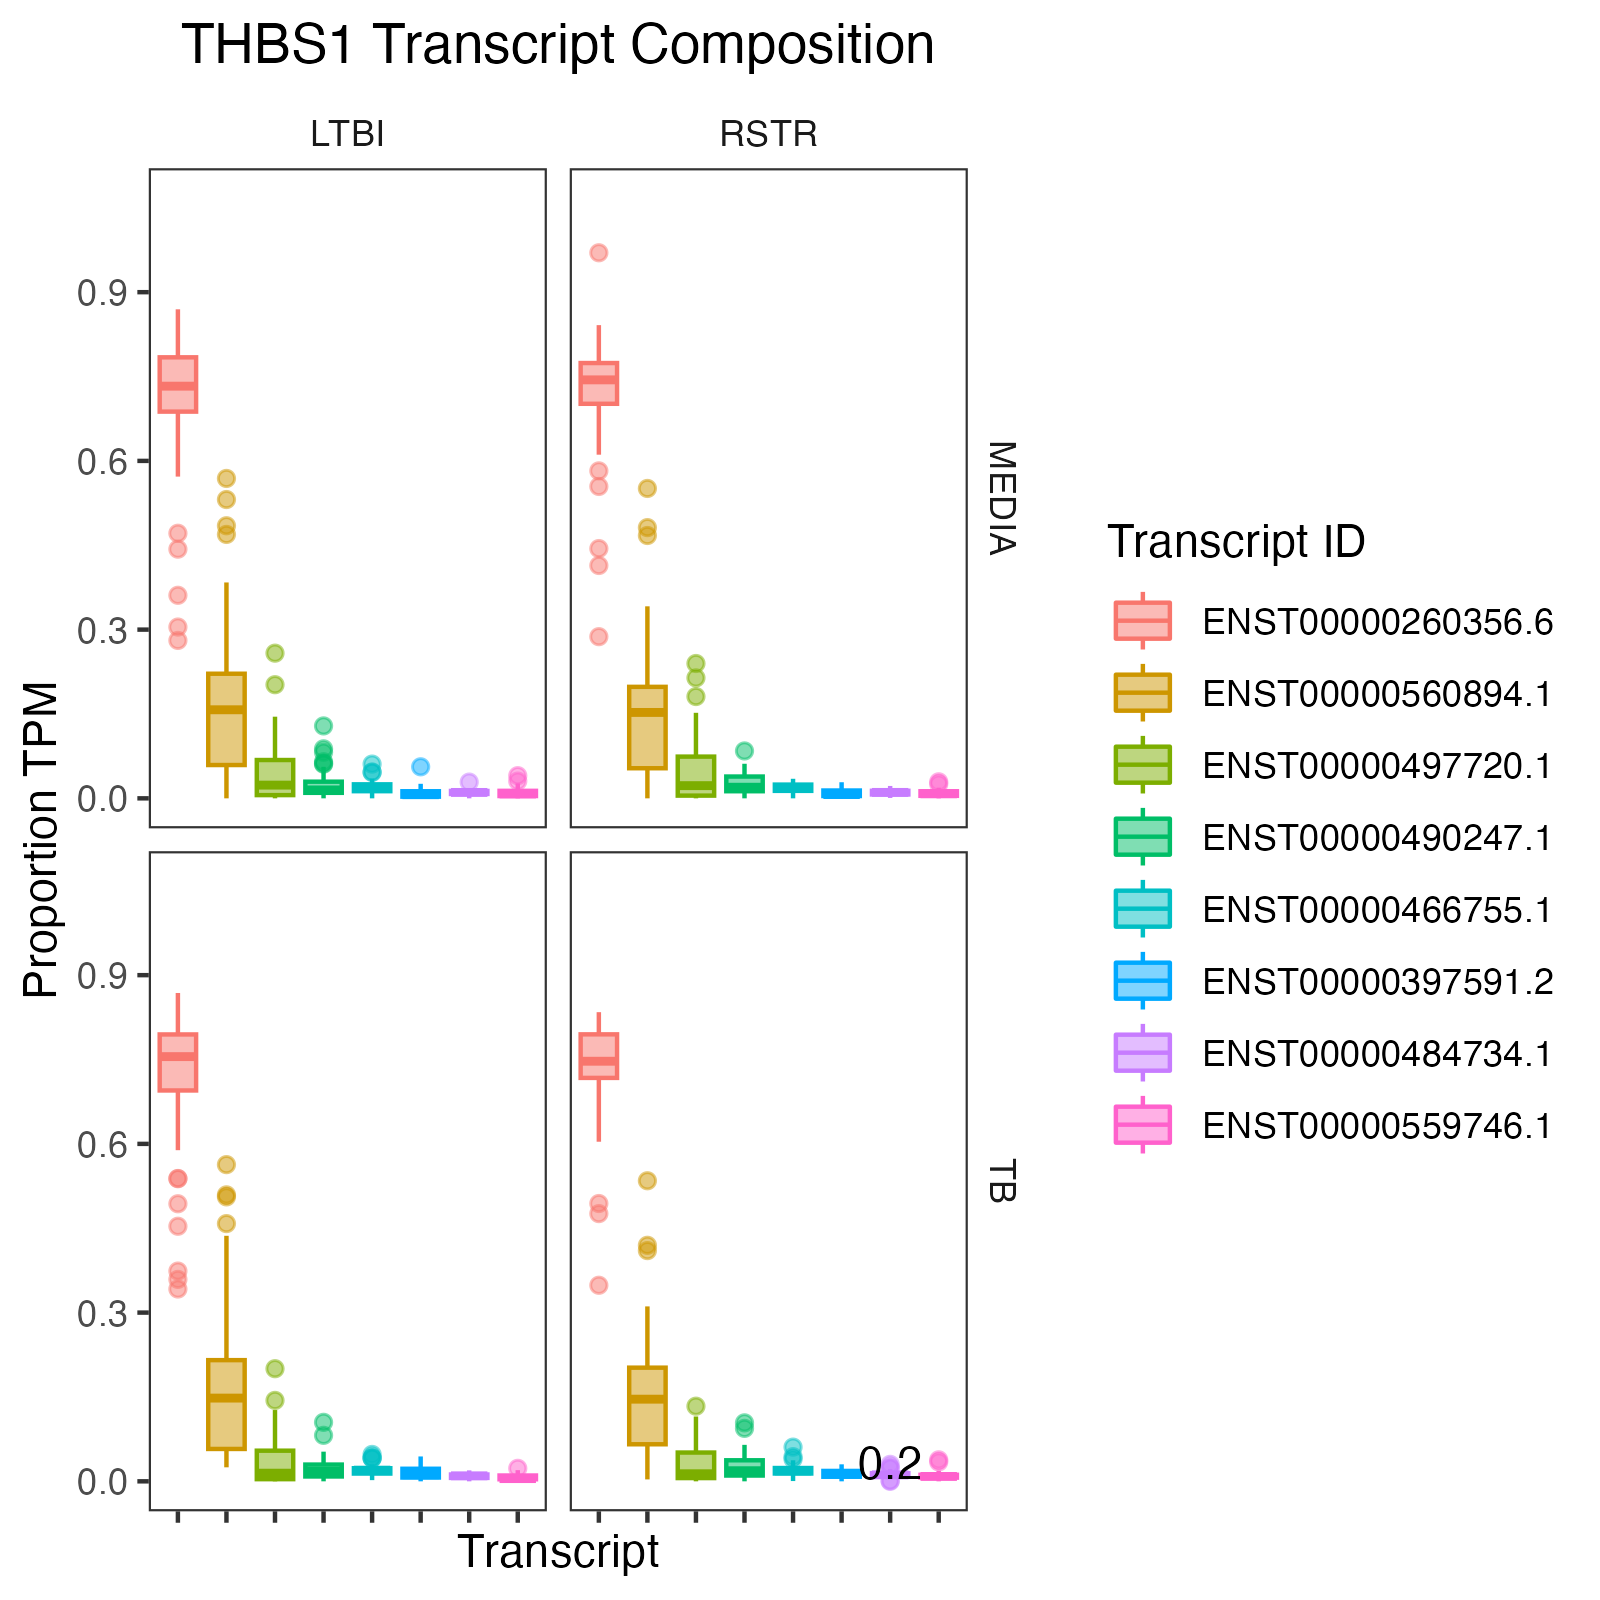 THBS1 Transcript Composition
LTBI
RSTR
0.9
0.6
0.3
0.0
MEDIA
0.9
0.6
0.3
0.0
TB
0.2
Proportion TPM
Transcript
Transcript ID
ENST00000260356.6
ENST00000560894.1
ENST00000497720.1
ENST00000490247.1
ENST00000466755.1
ENST00000397591.2
ENST00000484734.1
ENST00000559746.1